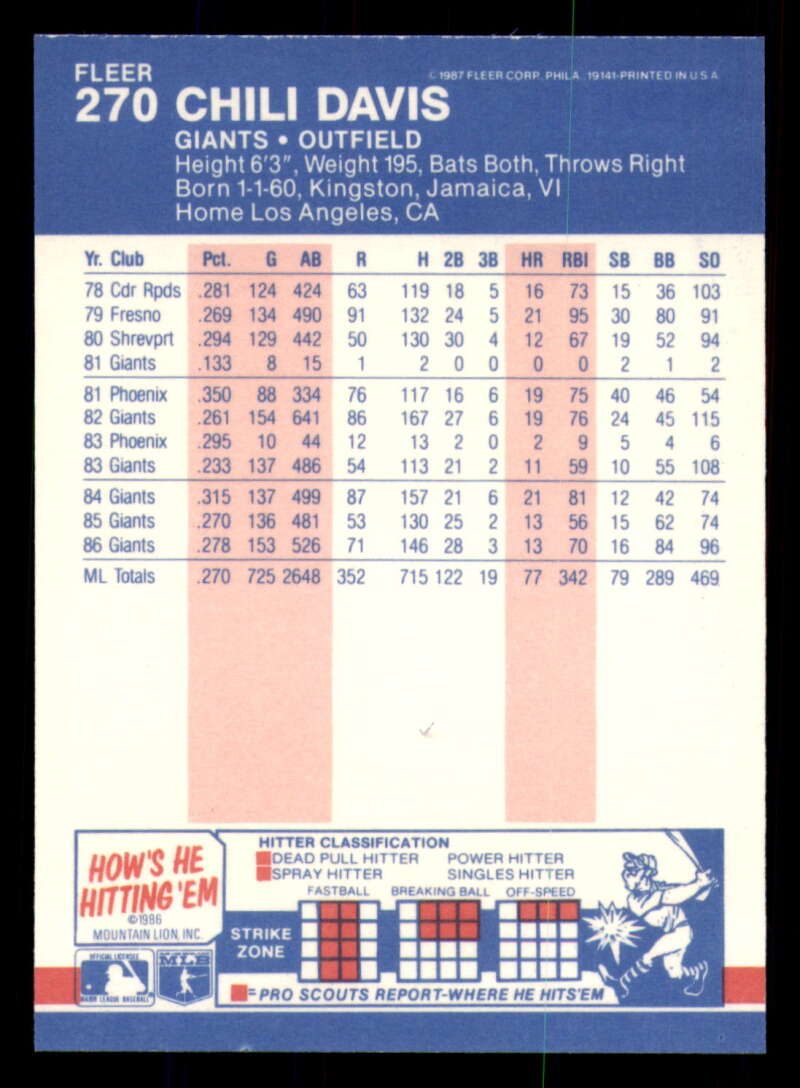 FLEER
©1987 FLEER CORP. PHILA. 19141-PRINTED IN U S A
270 CHILI DAVIS
GIANTS • OUTFIELD
Height 6'3", Weight 195, Bats Both, Throws Right
Born 1-1-60, Kingston, Jamaica, VI
Home Los Angeles, CA
Yr. Club Pct. G AB R H 2B 3B HR RBI SB BB SO
78 Cdr Rpds .281 124 424 63 119 18 5 16 73 15 36 103
79 Fresno .269 134 490 91 132 24 5 21 95 30 80 91
80 Shrevprt .294 129 442 50 130 30 4 12 67 19 52 94
81 Giants .133 8 15 1 2 0 0 0 0 2 1 2
81 Phoenix .350 88 334 76 117 16 6 19 75 40 46 54
82 Giants .261 154 641 86 167 27 6 19 76 24 45 115
83 Phoenix .295 10 44 12 13 2 0 2 9 5 4 6
83 Giants .233 137 486 54 113 21 2 11 59 10 55 108
84 Giants .315 137 499 87 157 21 6 21 81 12 42 74
85 Giants .270 136 481 53 130 25 2 13 56 15 62 74
86 Giants .278 153 526 71 146 28 3 13 70 16 84 96
ML Totals .270 725 2648 352 715 122 19 77 342 79 289 469
HOW'S HE
HITTING 'EM
©1986
MOUNTAIN LION, INC.
OFFICIAL LICENSEE
MAJOR LEAGUE BASEBALL
MLB
HITTER CLASSIFICATION
DEAD PULL HITTER POWER HITTER
SPRAY HITTER SINGLES HITTER
FASTBALL BREAKING BALL OFF-SPEED
STRIKE
ZONE
= PRO SCOUTS REPORT-WHERE HE HITS 'EM